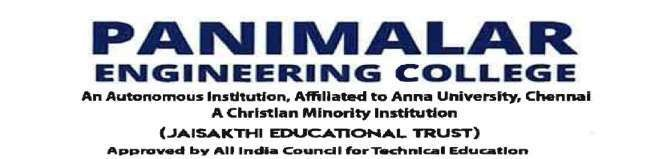 PANIMALAR
ENGINEERING COLLEGE
An Autonomous Institution, Affiliated to Anna University, Chennai
A Christian Minority Institution
(JAISAKTHI EDUCATIONAL TRUST)
Approved by All India Council for Technical Education